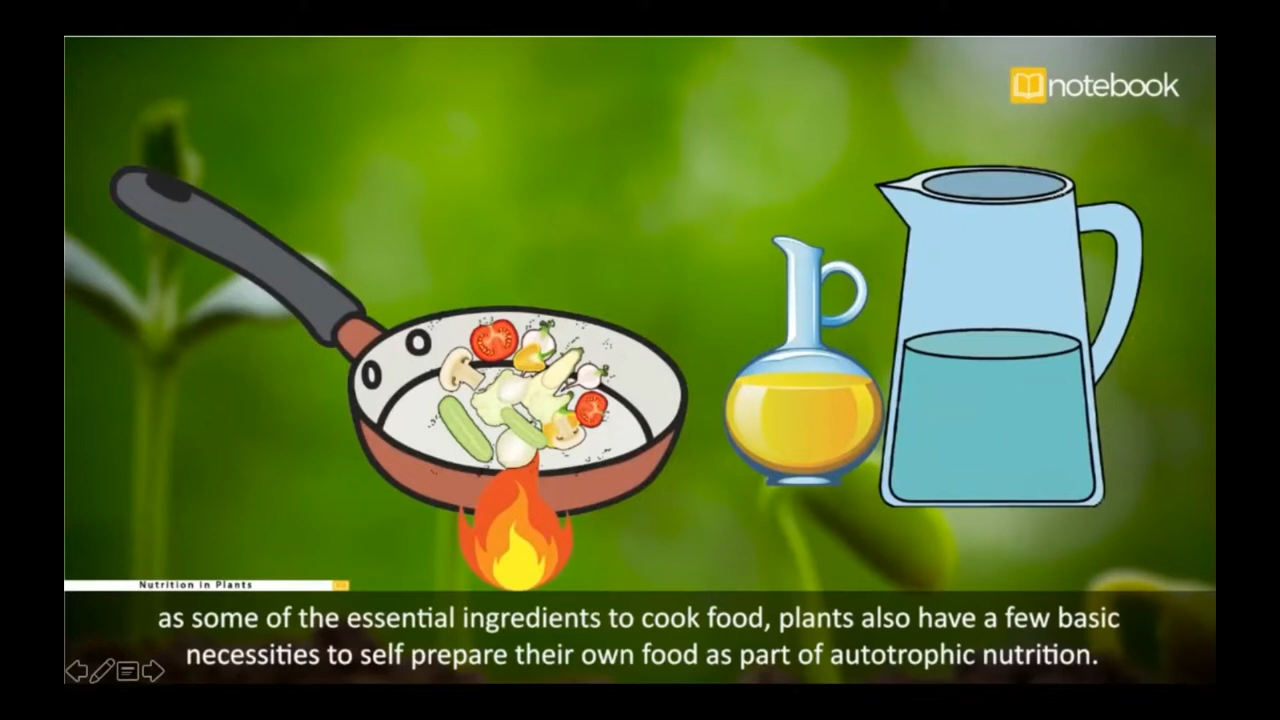 notebook
Nutrition in Plants
as some of the essential ingredients to cook food, plants also have a few basic
necessities to self prepare their own food as part of autotrophic nutrition.